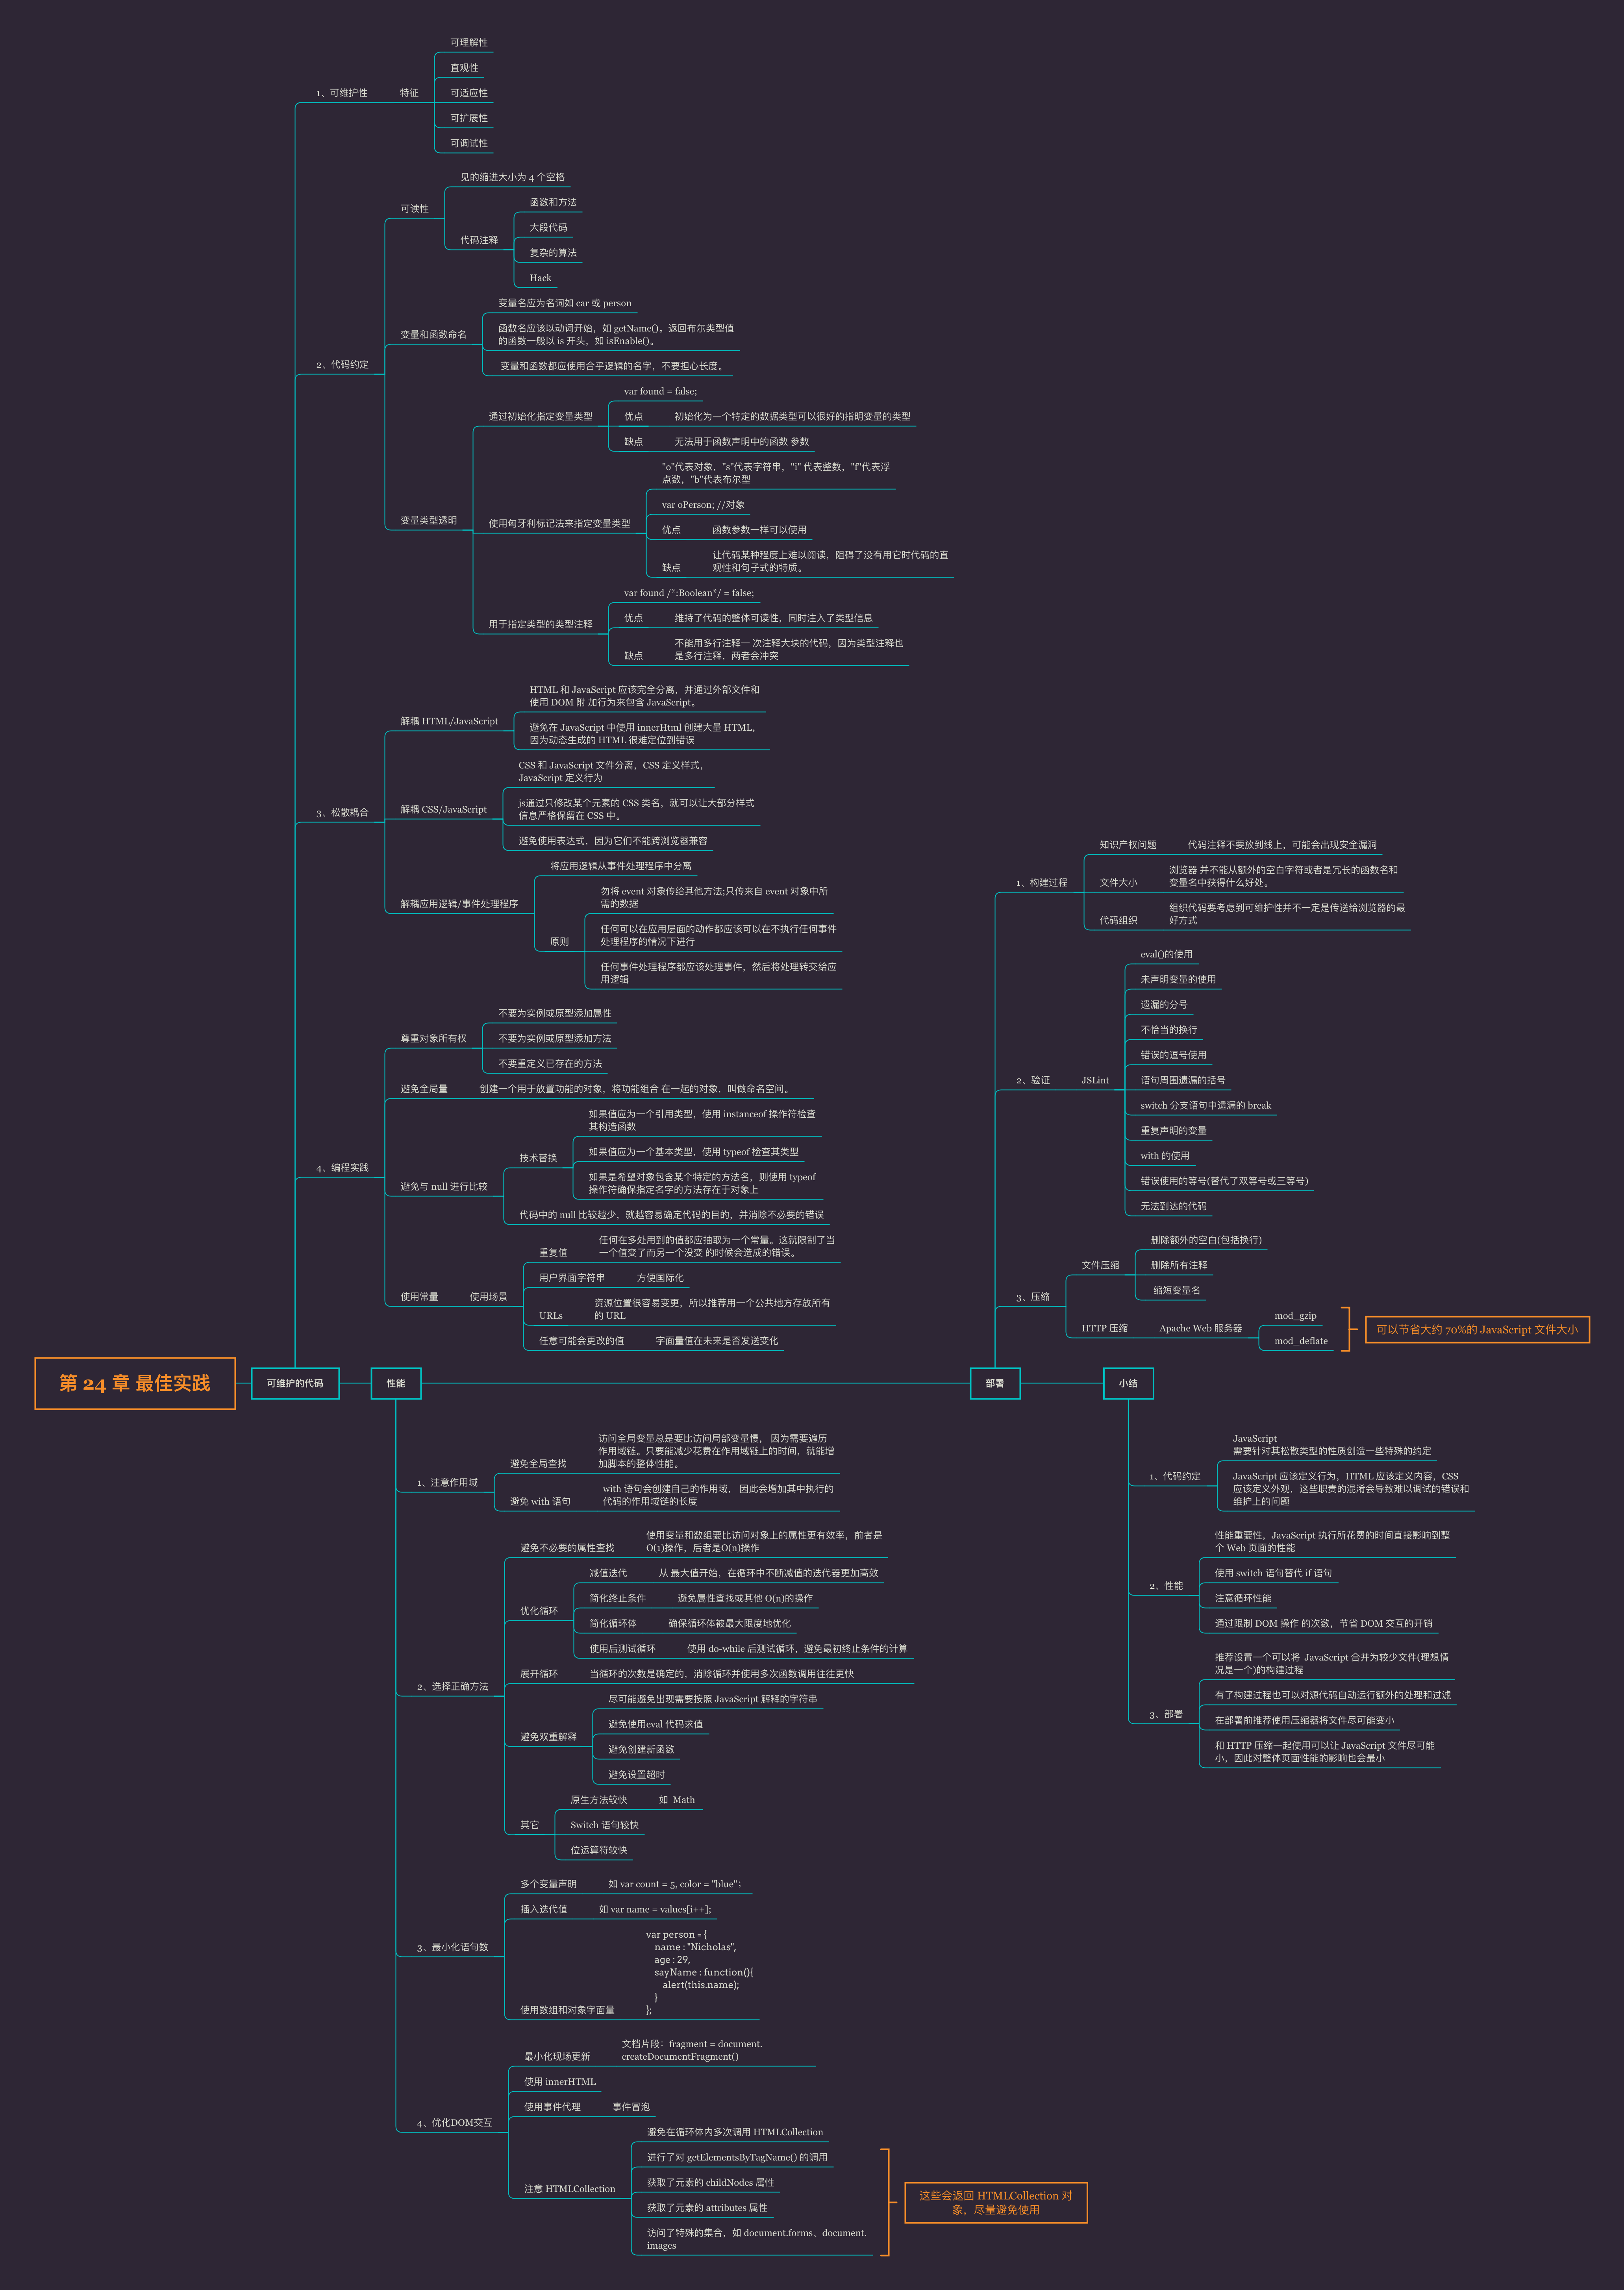 第 24 章 最佳实践
可维护的代码
1、可维护性
特征
可理解性
直观性
可适应性
可扩展性
可调试性
2、代码约定
可读性
见的缩进大小为 4 个空格
代码注释
函数和方法
大段代码
复杂的算法
Hack
变量和函数命名
变量名应为名词如 car 或 person
函数名应该以动词开始，如 getName()。返回布尔类型值
的函数一般以 is 开头，如 isEnable()。
变量和函数都应使用合乎逻辑的名字，不要担心长度。
变量类型透明
通过初始化指定变量类型
var found = false;
优点
初始化为一个特定的数据类型可以很好的指明变量的类型
缺点
无法用于函数声明中的函数 参数
使用匈牙利标记法来指定变量类型
"o"代表对象，"s"代表字符串，"i" 代表整数，"f"代表浮
点数，"b"代表布尔型
var oPerson; //对象
优点
函数参数一样可以使用
缺点
让代码某种程度上难以阅读，阻碍了没有用它时代码的直
观性和句子式的特质。
用于指定类型的类型注释
var found /*:Boolean*/ = false;
优点
维持了代码的整体可读性，同时注入了类型信息
缺点
不能用多行注释一 次注释大块的代码，因为类型注释也
是多行注释，两者会冲突
3、松散耦合
解耦 HTML/JavaScript
HTML 和 JavaScript 应该完全分离，并通过外部文件和
使用 DOM 附 加行为来包含 JavaScript。
避免在 JavaScript 中使用 innerHtml 创建大量 HTML,
因为动态生成的 HTML 很难定位到错误
解耦 CSS/JavaScript
CSS 和 JavaScript 文件分离，CSS 定义样式，
JavaScript 定义行为
js通过只修改某个元素的 CSS 类名，就可以让大部分样式
信息严格保留在 CSS 中。
避免使用表达式，因为它们不能跨浏览器兼容
解耦应用逻辑/事件处理程序
将应用逻辑从事件处理程序中分离
原则
勿将 event 对象传给其他方法;只传来自 event 对象中所
需的数据
任何可以在应用层面的动作都应该可以在不执行任何事件
处理程序的情况下进行
任何事件处理程序都应该处理事件，然后将处理转交给应
用逻辑
4、编程实践
尊重对象所有权
不要为实例或原型添加属性
不要为实例或原型添加方法
不要重定义已存在的方法
避免全局量
创建一个用于放置功能的对象，将功能组合 在一起的对象，叫做命名空间。
避免与 null 进行比较
技术替换
如果值应为一个引用类型，使用 instanceof 操作符检查
其构造函数
如果值应为一个基本类型，使用 typeof 检查其类型
如果是希望对象包含某个特定的方法名，则使用 typeof
操作符确保指定名字的方法存在于对象上
代码中的 null 比较越少，就越容易确定代码的目的，并消除不必要的错误
使用常量
使用场景
重复值
任何在多处用到的值都应抽取为一个常量。这就限制了当
一个值变了而另一个没变 的时候会造成的错误。
用户界面字符串
方便国际化
URLs
资源位置很容易变更，所以推荐用一个公共地方存放所有
的 URL
任意可能会更改的值
字面量值在未来是否发送变化
性能
1、注意作用域
避免全局查找
访问全局变量总是要比访问局部变量慢， 因为需要遍历
作用域链。只要能减少花费在作用域链上的时间，就能增
加脚本的整体性能。
避免 with 语句
with 语句会创建自己的作用域， 因此会增加其中执行的
代码的作用域链的长度
2、选择正确方法
避免不必要的属性查找
使用变量和数组要比访问对象上的属性更有效率，前者是
O(1)操作，后者是O(n)操作
优化循环
减值迭代
从 最大值开始，在循环中不断减值的迭代器更加高效
简化终止条件
避免属性查找或其他 O(n)的操作
简化循环体
确保循环体被最大限度地优化
使用后测试循环
使用 do-while 后测试循环，避免最初终止条件的计算
展开循环
当循环的次数是确定的，消除循环并使用多次函数调用往往更快
避免双重解释
尽可能避免出现需要按照 JavaScript 解释的字符串
避免使用eval 代码求值
避免创建新函数
避免设置超时
其它
原生方法较快
如 Math
Switch 语句较快
位运算符较快
3、最小化语句数
多个变量声明
如 var count = 5, color = "blue" ;
插入迭代值
如 var name = values[i++];
使用数组和对象字面量
var person = {
name : "Nicholas",
age : 29,
sayName : function(){
alert(this.name);
}
};
4、优化DOM交互
最小化现场更新
文档片段：fragment = document.
createDocumentFragment()
使用 innerHTML
使用事件代理
事件冒泡
注意 HTMLCollection
避免在循环体内多次调用 HTMLCollection
进行了对 getElementsByTagName() 的调用
获取了元素的 childNodes 属性
获取了元素的 attributes 属性
访问了特殊的集合，如 document.forms、document.
images
这些会返回 HTMLCollection 对
象，尽量避免使用
部署
1、构建过程
知识产权问题
代码注释不要放到线上，可能会出现安全漏洞
文件大小
浏览器 并不能从额外的空白字符或者是冗长的函数名和
变量名中获得什么好处。
代码组织
组织代码要考虑到可维护性并不一定是传送给浏览器的最
好方式
2、验证
JSLint
eval()的使用
未声明变量的使用
遗漏的分号
不恰当的换行
错误的逗号使用
语句周围遗漏的括号
switch 分支语句中遗漏的 break
重复声明的变量
with 的使用
错误使用的等号(替代了双等号或三等号)
无法到达的代码
3、压缩
文件压缩
删除额外的空白(包括换行)
删除所有注释
缩短变量名
HTTP 压缩
Apache Web 服务器
mod_gzip
mod_deflate
可以节省大约 70%的 JavaScript 文件大小
小结
1、代码约定
JavaScript
需要针对其松散类型的性质创造一些特殊的约定
JavaScript 应该定义行为，HTML 应该定义内容，CSS
应该定义外观，这些职责的混淆会导致难以调试的错误和
维护上的问题
2、性能
性能重要性，JavaScript 执行所花费的时间直接影响到整
个 Web 页面的性能
使用 switch 语句替代 if 语句
注意循环性能
通过限制 DOM 操作 的次数，节省 DOM 交互的开销
3、部署
推荐设置一个可以将 JavaScript 合并为较少文件(理想情
况是一个)的构建过程
有了构建过程也可以对源代码自动运行额外的处理和过滤
在部署前推荐使用压缩器将文件尽可能变小
和 HTTP 压缩一起使用可以让 JavaScript 文件尽可能
小，因此对整体页面性能的影响也会最小